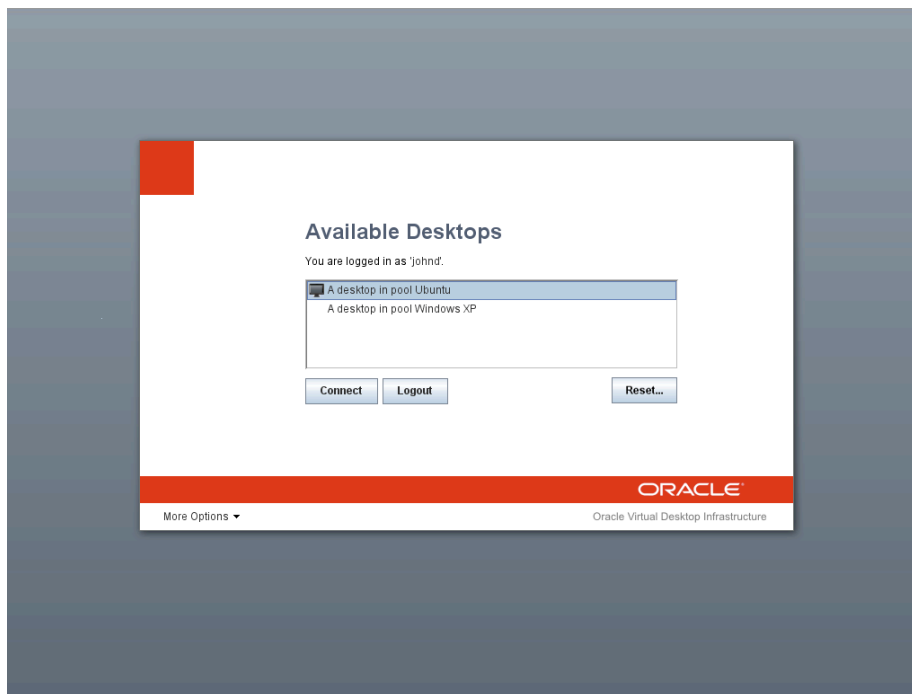 Available Desktops
You are logged in as 'johnd'.
A desktop in pool Ubuntu
A desktop in pool Windows XP
Connect Logout Reset...
ORACLE
More Options Oracle Virtual Desktop Infrastructure